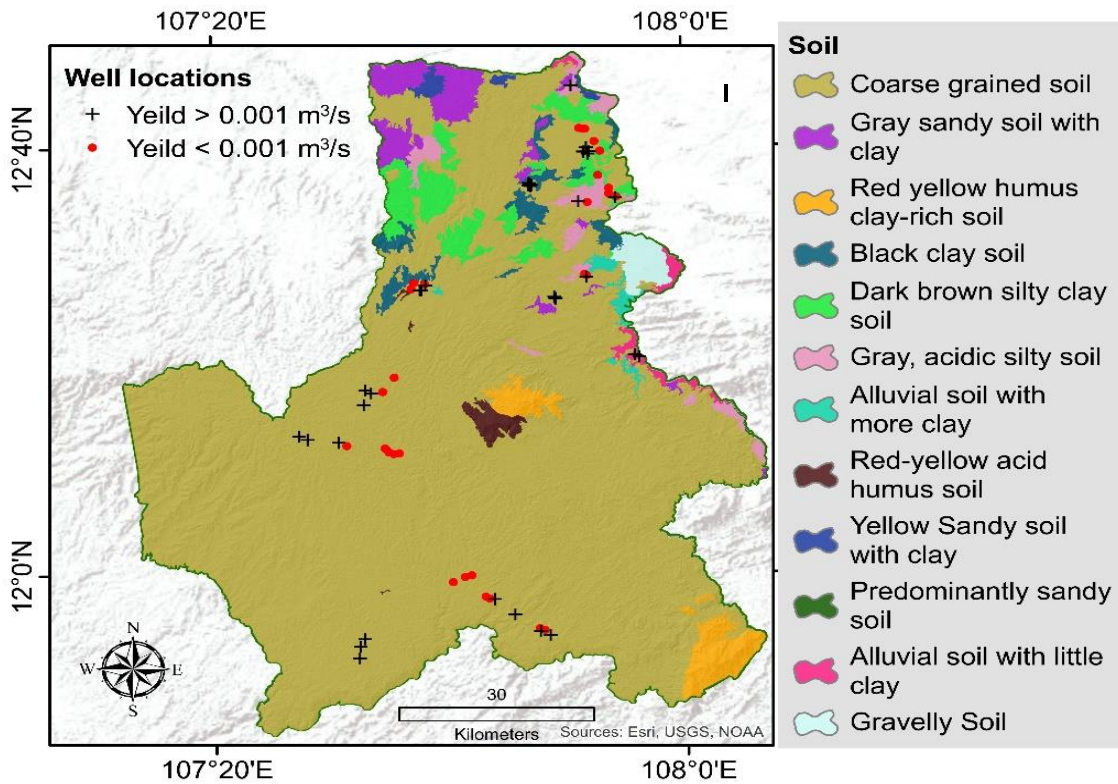 107°20'E
108°0'E
Well locations
Yeild > 0.001 m³/s
Yeild < 0.001 m³/s
I
12°40'N
12°0'N
N
W
E
S
30
Kilometers
Sources: Esri, USGS, NOAA
107°20'E
108°0'E
Soil
Coarse grained soil
Gray sandy soil with
clay
Red yellow humus
clay-rich soil
Black clay soil
Dark brown silty clay
soil
Gray, acidic silty soil
Alluvial soil with
more clay
Red-yellow acid
humus soil
Yellow Sandy soil
with clay
Predominantly sandy
soil
Alluvial soil with little
clay
Gravelly Soil